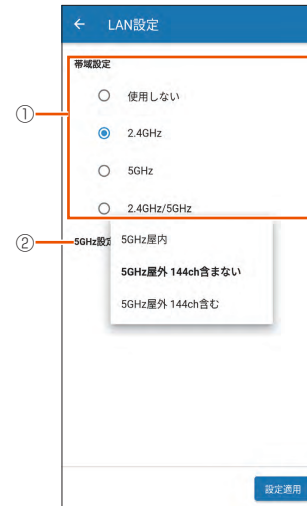 ← LAN設定
帯域設定
使用しない
①
2.4GHz
5GHz
2.4GHz/5GHz
②
5GHz設定
5GHz屋内
5GHz屋外 144ch含まない
5GHz屋外 144ch含む
設定適用